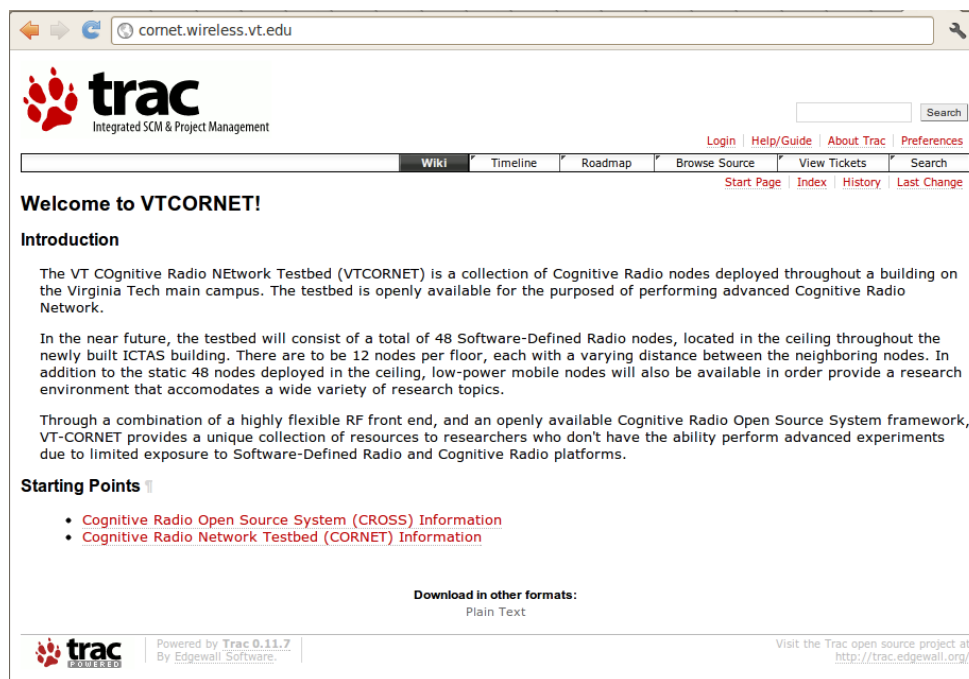 cornet.wireless.vt.edu
trac
Integrated SCM & Project Management
Search
Login Help/Guide About Trac Preferences
Wiki Timeline Roadmap Browse Source View Tickets Search
Start Page Index History Last Change
Welcome to VTCORNET!
Introduction
The VT COgnitive Radio NEtwork Testbed (VTCORNET) is a collection of Cognitive Radio nodes deployed throughout a building on
the Virginia Tech main campus. The testbed is openly available for the purposed of performing advanced Cognitive Radio
Network.
In the near future, the testbed will consist of a total of 48 Software-Defined Radio nodes, located in the ceiling throughout the
newly built ICTAS building. There are to be 12 nodes per floor, each with a varying distance between the neighboring nodes. In
addition to the static 48 nodes deployed in the ceiling, low-power mobile nodes will also be available in order provide a research
environment that accomodates a wide variety of research topics.
Through a combination of a highly flexible RF front end, and an openly available Cognitive Radio Open Source System framework,
VT-CORNET provides a unique collection of resources to researchers who don't have the ability perform advanced experiments
due to limited exposure to Software-Defined Radio and Cognitive Radio platforms.
Starting Points ¶
• Cognitive Radio Open Source System (CROSS) Information
• Cognitive Radio Network Testbed (CORNET) Information
Download in other formats:
Plain Text
trac
POWERED
Powered by Trac 0.11.7
By Edgewall Software.
Visit the Trac open source project at
http://trac.edgewall.org/